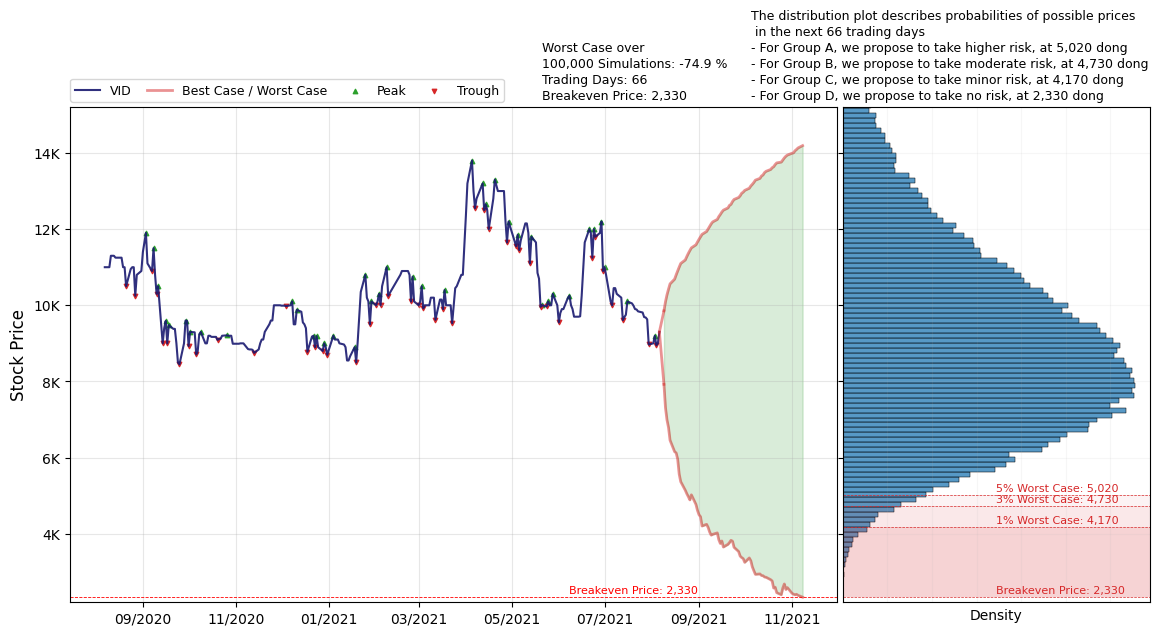 The distribution plot describes probabilities of possible prices
in the next 66 trading days
- For Group A, we propose to take higher risk, at 5,020 dong
- For Group B, we propose to take moderate risk, at 4,730 dong
- For Group C, we propose to take minor risk, at 4,170 dong
- For Group D, we propose to take no risk, at 2,330 dong
Worst Case over
100,000 Simulations: -74.9 %
Trading Days: 66
Breakeven Price: 2,330
VID
Best Case / Worst Case
Peak
Trough
Stock Price
14K
12K
10K
8K
6K
4K
Breakeven Price: 2,330
09/2020
11/2020
01/2021
03/2021
05/2021
07/2021
09/2021
11/2021
5% Worst Case: 5,020
3% Worst Case: 4,730
1% Worst Case: 4,170
Breakeven Price: 2,330
Density